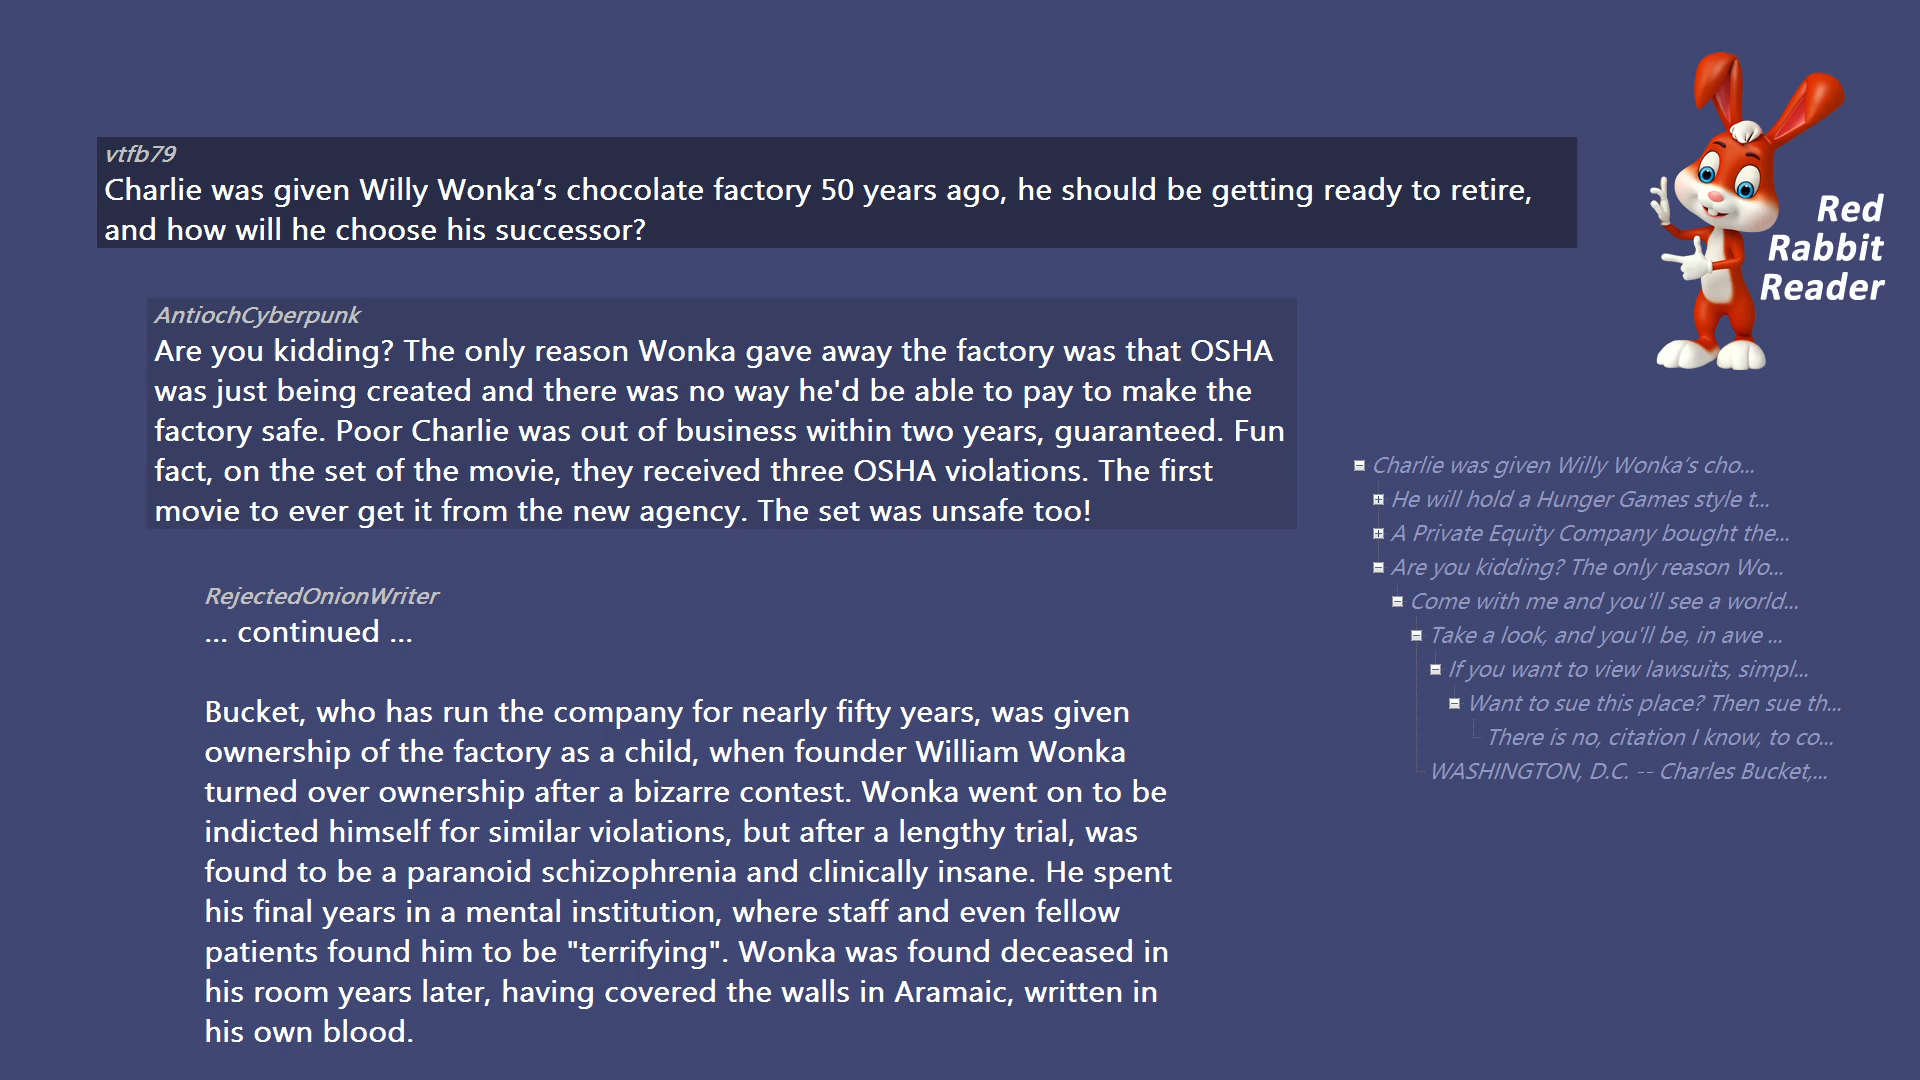 vtfb79
Charlie was given Willy Wonka’s chocolate factory 50 years ago, he should be getting ready to retire,
and how will he choose his successor?
AntiochCyberpunk
Are you kidding? The only reason Wonka gave away the factory was that OSHA
was just being created and there was no way he'd be able to pay to make the
factory safe. Poor Charlie was out of business within two years, guaranteed. Fun
fact, on the set of the movie, they received three OSHA violations. The first
movie to ever get it from the new agency. The set was unsafe too!
RejectedOnionWriter
... continued ...
Bucket, who has run the company for nearly fifty years, was given
ownership of the factory as a child, when founder William Wonka
turned over ownership after a bizarre contest. Wonka went on to be
indicted himself for similar violations, but after a lengthy trial, was
found to be a paranoid schizophrenia and clinically insane. He spent
his final years in a mental institution, where staff and even fellow
patients found him to be "terrifying". Wonka was found deceased in
his room years later, having covered the walls in Aramaic, written in
his own blood.
Red
Rabbit
Reader
Charlie was given Willy Wonka’s cho...
He will hold a Hunger Games style t...
A Private Equity Company bought the...
Are you kidding? The only reason Wo...
Come with me and you'll see a world...
Take a look, and you'll be, in awe ...
If you want to view lawsuits, simpl...
Want to sue this place? Then sue th...
There is no, citation I know, to co...
WASHINGTON, D.C. -- Charles Bucket,...